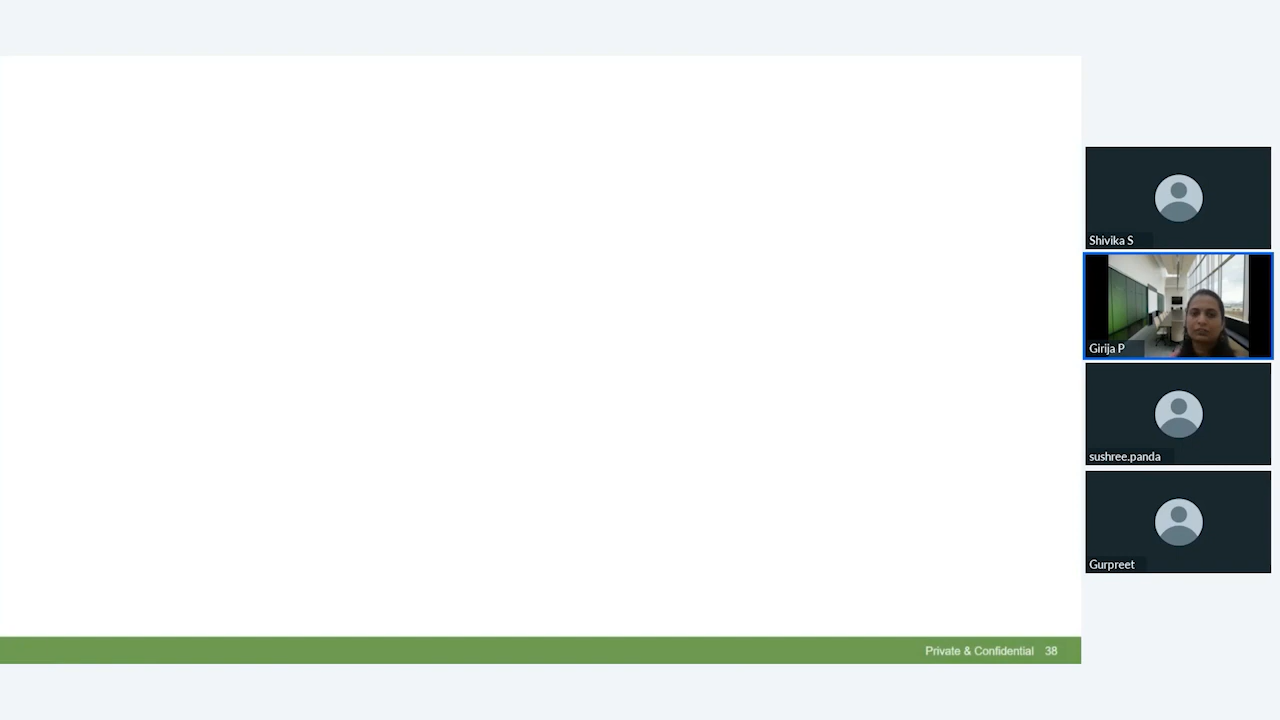 Shivika S
Girija P
sushree.panda
Gurpreet
Private & Confidential 38